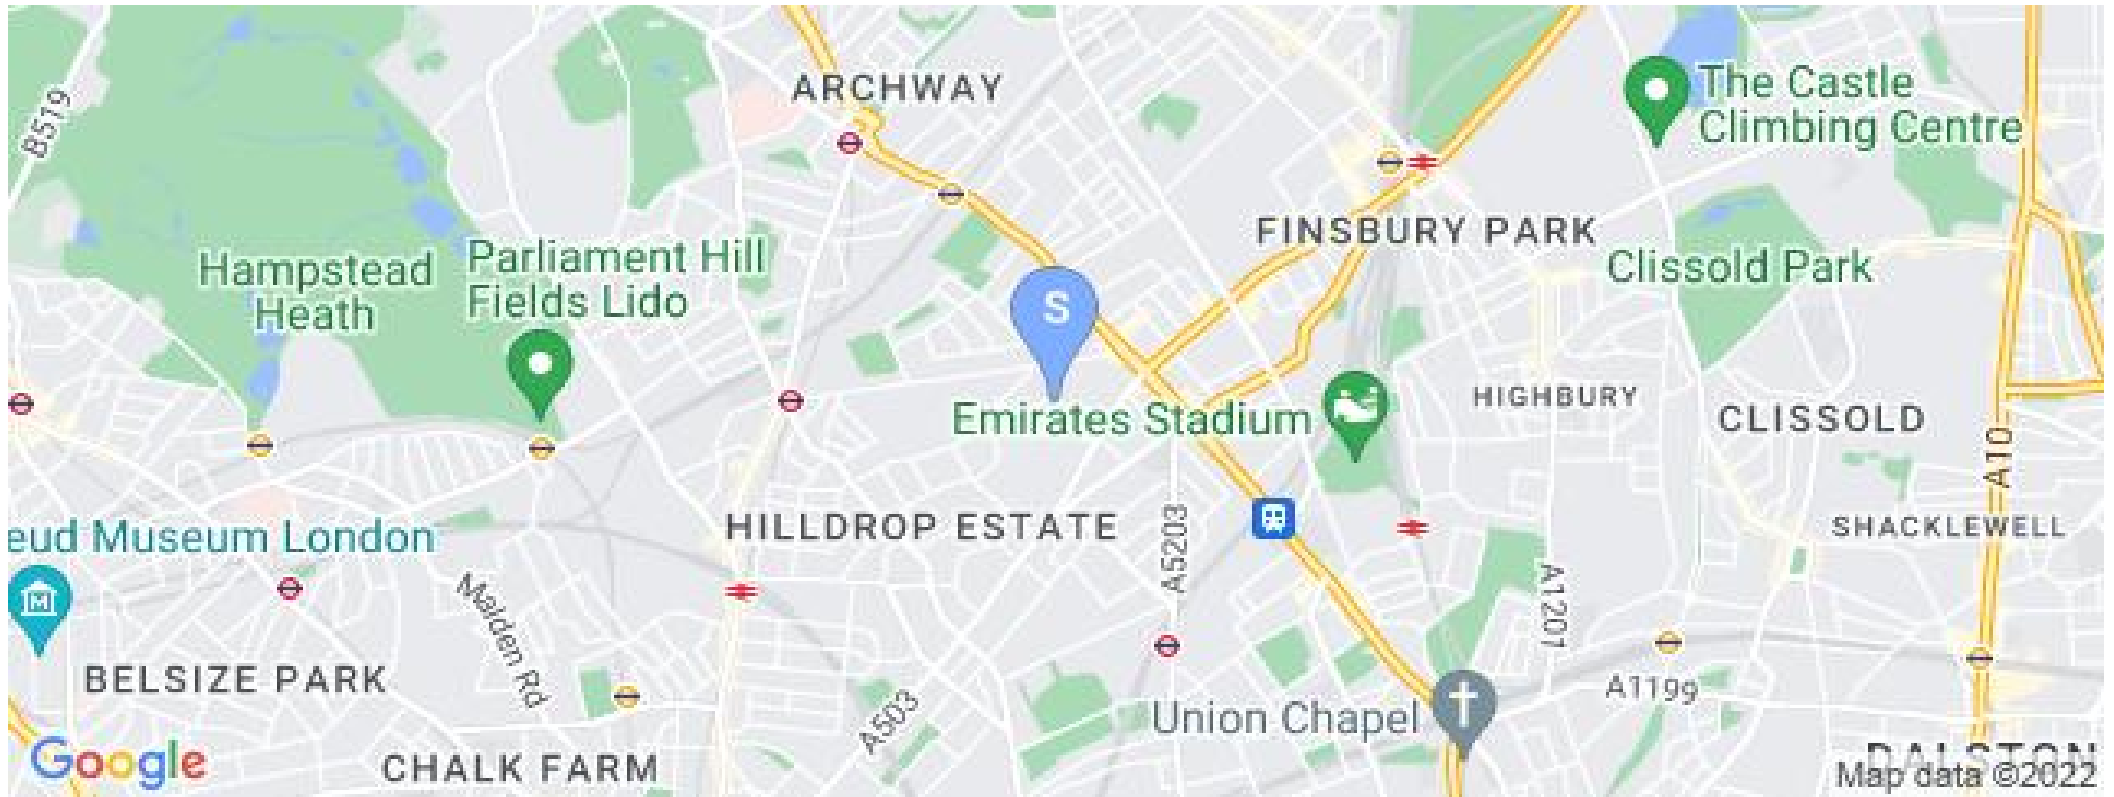 ARCHWAY
The Castle
Climbing Centre
B519
FINSBURY PARK
Hampstead
Heath
Parliament Hill
Fields Lido
Clissold Park
S
Emirates Stadium
HIGHBURY
CLISSOLD
A10
eud Museum London
HILLDROP ESTATE
A5203
SHACKLEWELL
Malden Rd
A1201
BELSIZE PARK
A503
Union Chapel
A1199
Google
CHALK FARM
DALSTON
Map data ©2022